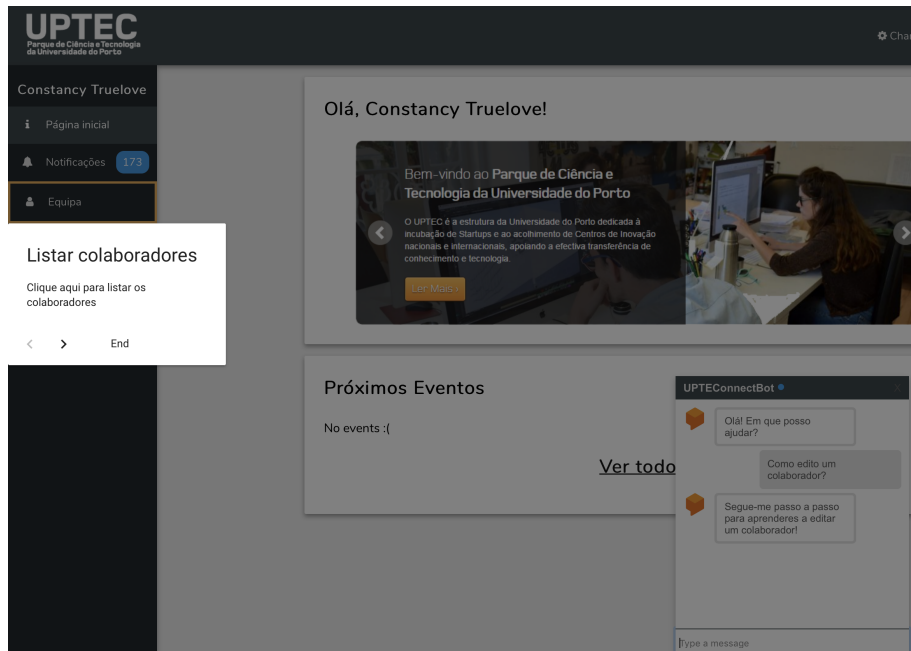 UPTEC
Parque de Ciência e Tecnologia
da Universidade do Porto
Constancy Truelove
Página inicial
Notificações 173
Equipa
Listar colaboradores
Clique aqui para listar os
colaboradores
< > End
Olá, Constancy Truelove!
Bem-vindo ao Parque de Ciência e
Tecnologia da Universidade do Porto
O UPTEC é a estrutura da Universidade do Porto dedicada à
incubação de Startups e ao acolhimento de Centros de Inovação
nacionais e internacionais, apoiando a efectiva transferência de
conhecimento e tecnologia.
Ler Mais ›
Próximos Eventos
No events :(
Ver todo
UPTEConnectBot
X
Olá! Em que posso
ajudar?
Como edito um
colaborador?
Segue-me passo a passo
para aprenderes a editar
um colaborador!
Type a message